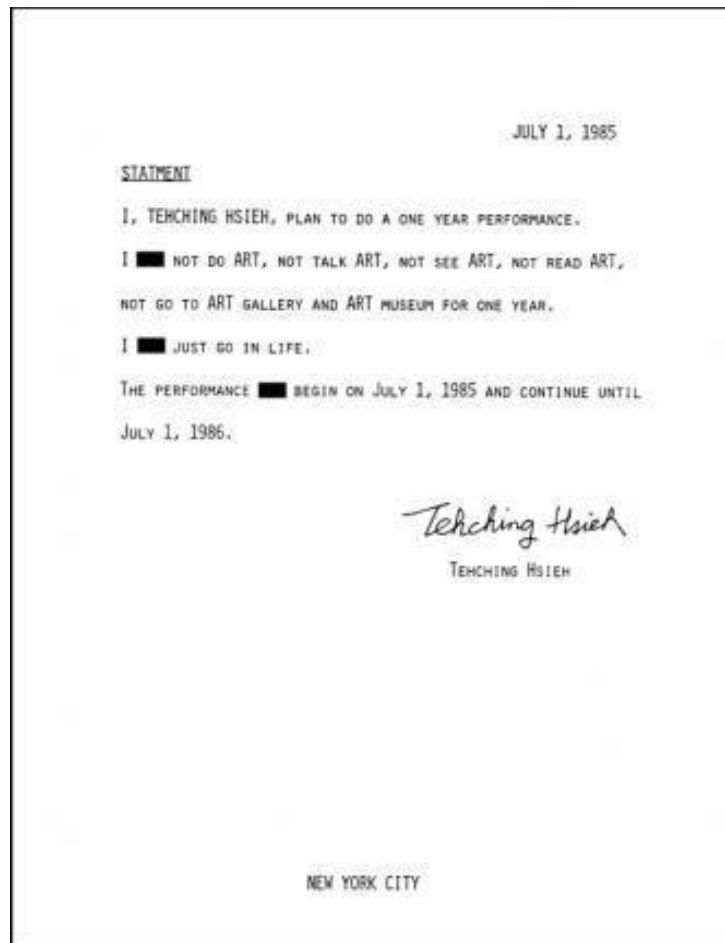 JULY 1, 1985
STATMENT
I, TEHCHING HSIEH, PLAN TO DO A ONE YEAR PERFORMANCE.
I NOT DO ART, NOT TALK ART, NOT SEE ART, NOT READ ART,
NOT GO TO ART GALLERY AND ART MUSEUM FOR ONE YEAR.
I JUST GO IN LIFE.
THE PERFORMANCE BEGIN ON JULY 1, 1985 AND CONTINUE UNTIL
JULY 1, 1986.
Tehching Hsieh
TEHCHING HSIEH
NEW YORK CITY